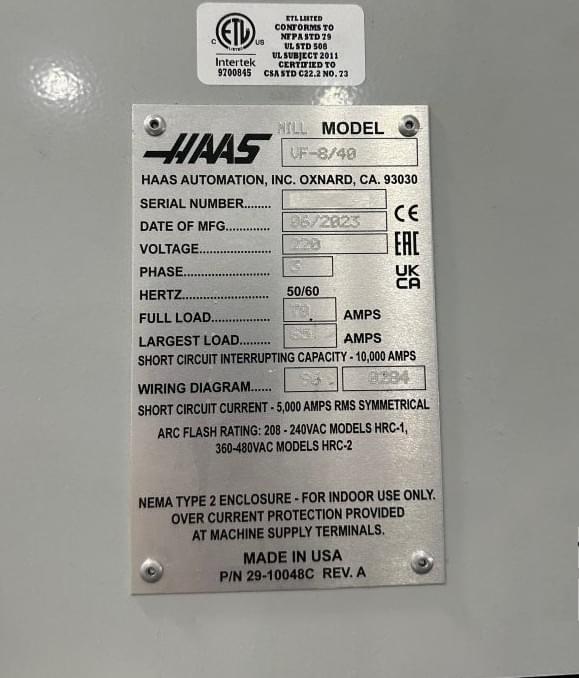 ETL LISTED
CONFORMS TO
NFPA STD 79
UL STD 508
UL SUBJECT 2011
CERTIFIED TO
CSA STD C22.2 NO. 73
C ETL US
LISTED
Intertek
9700845
HAAS
MILL MODEL
VF-8/40
HAAS AUTOMATION, INC. OXNARD, CA. 93030
SERIAL NUMBER........
DATE OF MFG............. 06/2023
VOLTAGE.................... 220
PHASE........................ 3
HERTZ........................ 50/60
FULL LOAD................. AMPS
LARGEST LOAD......... AMPS
CE
EAC
UK
CA
SHORT CIRCUIT INTERRUPTING CAPACITY - 10,000 AMPS
WIRING DIAGRAM...... 0284
SHORT CIRCUIT CURRENT - 5,000 AMPS RMS SYMMETRICAL
ARC FLASH RATING: 208 - 240VAC MODELS HRC-1,
360-480VAC MODELS HRC-2
NEMA TYPE 2 ENCLOSURE - FOR INDOOR USE ONLY.
OVER CURRENT PROTECTION PROVIDED
AT MACHINE SUPPLY TERMINALS.
MADE IN USA
P/N 29-10048C REV. A